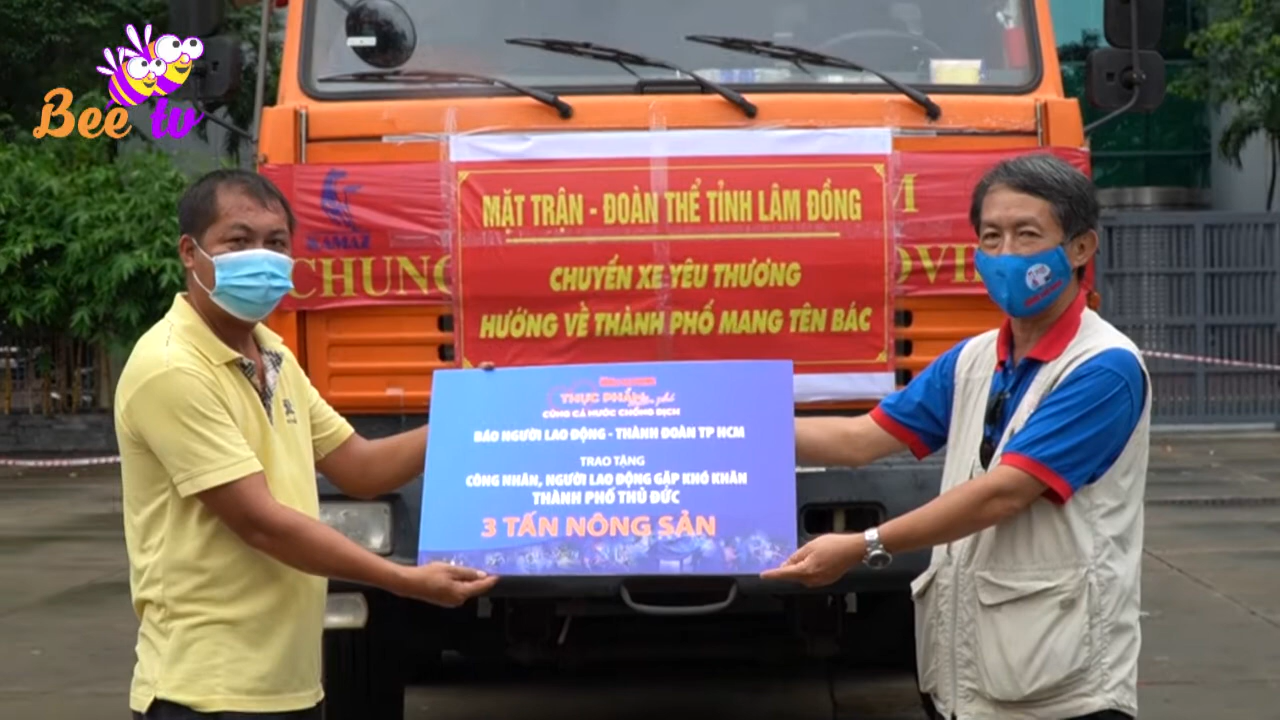 Bee tv
MẶT TRẬN - ĐOÀN THỂ TỈNH LÂM ĐỒNG
CHUYẾN XE YÊU THƯƠNG
HƯỚNG VỀ THÀNH PHỐ MANG TÊN BÁC
KAMAZ
CHUNG
THỰC PHẨM
CÙNG CẢ NƯỚC CHỐNG DỊCH
BÁO NGƯỜI LAO ĐỘNG - THÀNH ĐOÀN TP HCM
TRAO TẶNG
CÔNG NHÂN, NGƯỜI LAO ĐỘNG GẶP KHÓ KHĂN
THÀNH PHỐ THỦ ĐỨC
3 TẤN NÔNG SẢN